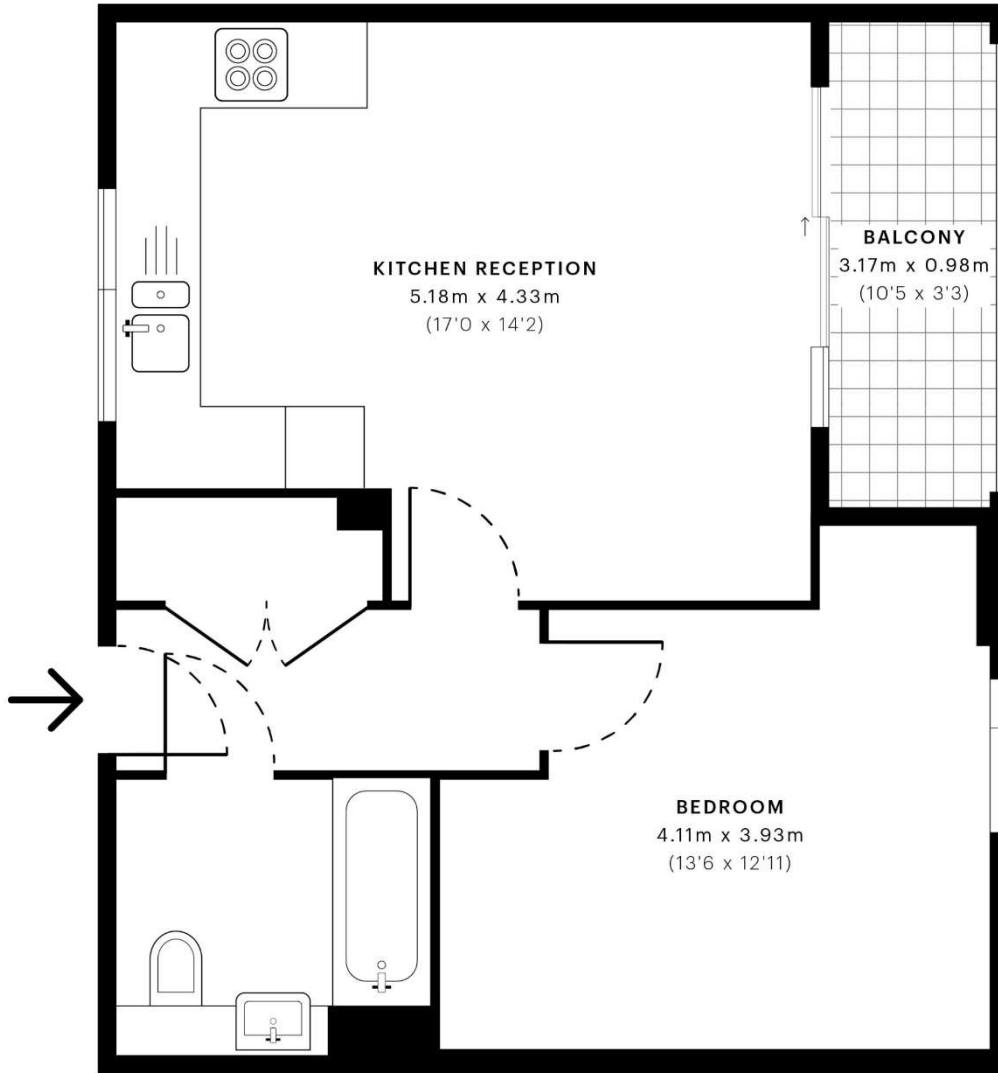 KITCHEN RECEPTION
5.18m x 4.33m
(17'0 x 14'2)
BALCONY
3.17m x 0.98m
(10'5 x 3'3)
BEDROOM
4.11m x 3.93m
(13'6 x 12'11)